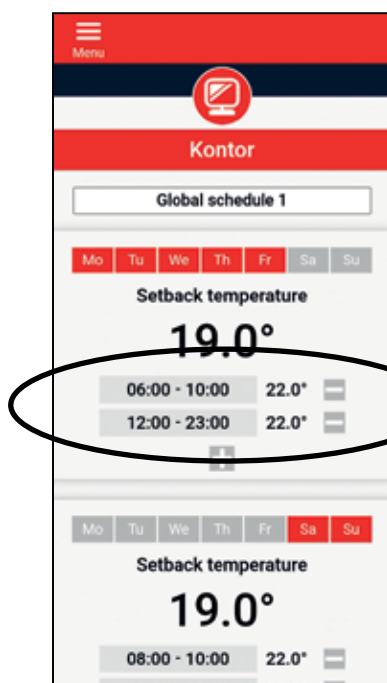 Menu
Kontor
Global schedule 1
Mo Tu We Th Fr Sa Su
Setback temperature
19.0°
06:00 - 10:00 22.0°
12:00 - 23:00 22.0°
Mo Tu We Th Fr Sa Su
Setback temperature
19.0°
08:00 - 10:00 22.0°